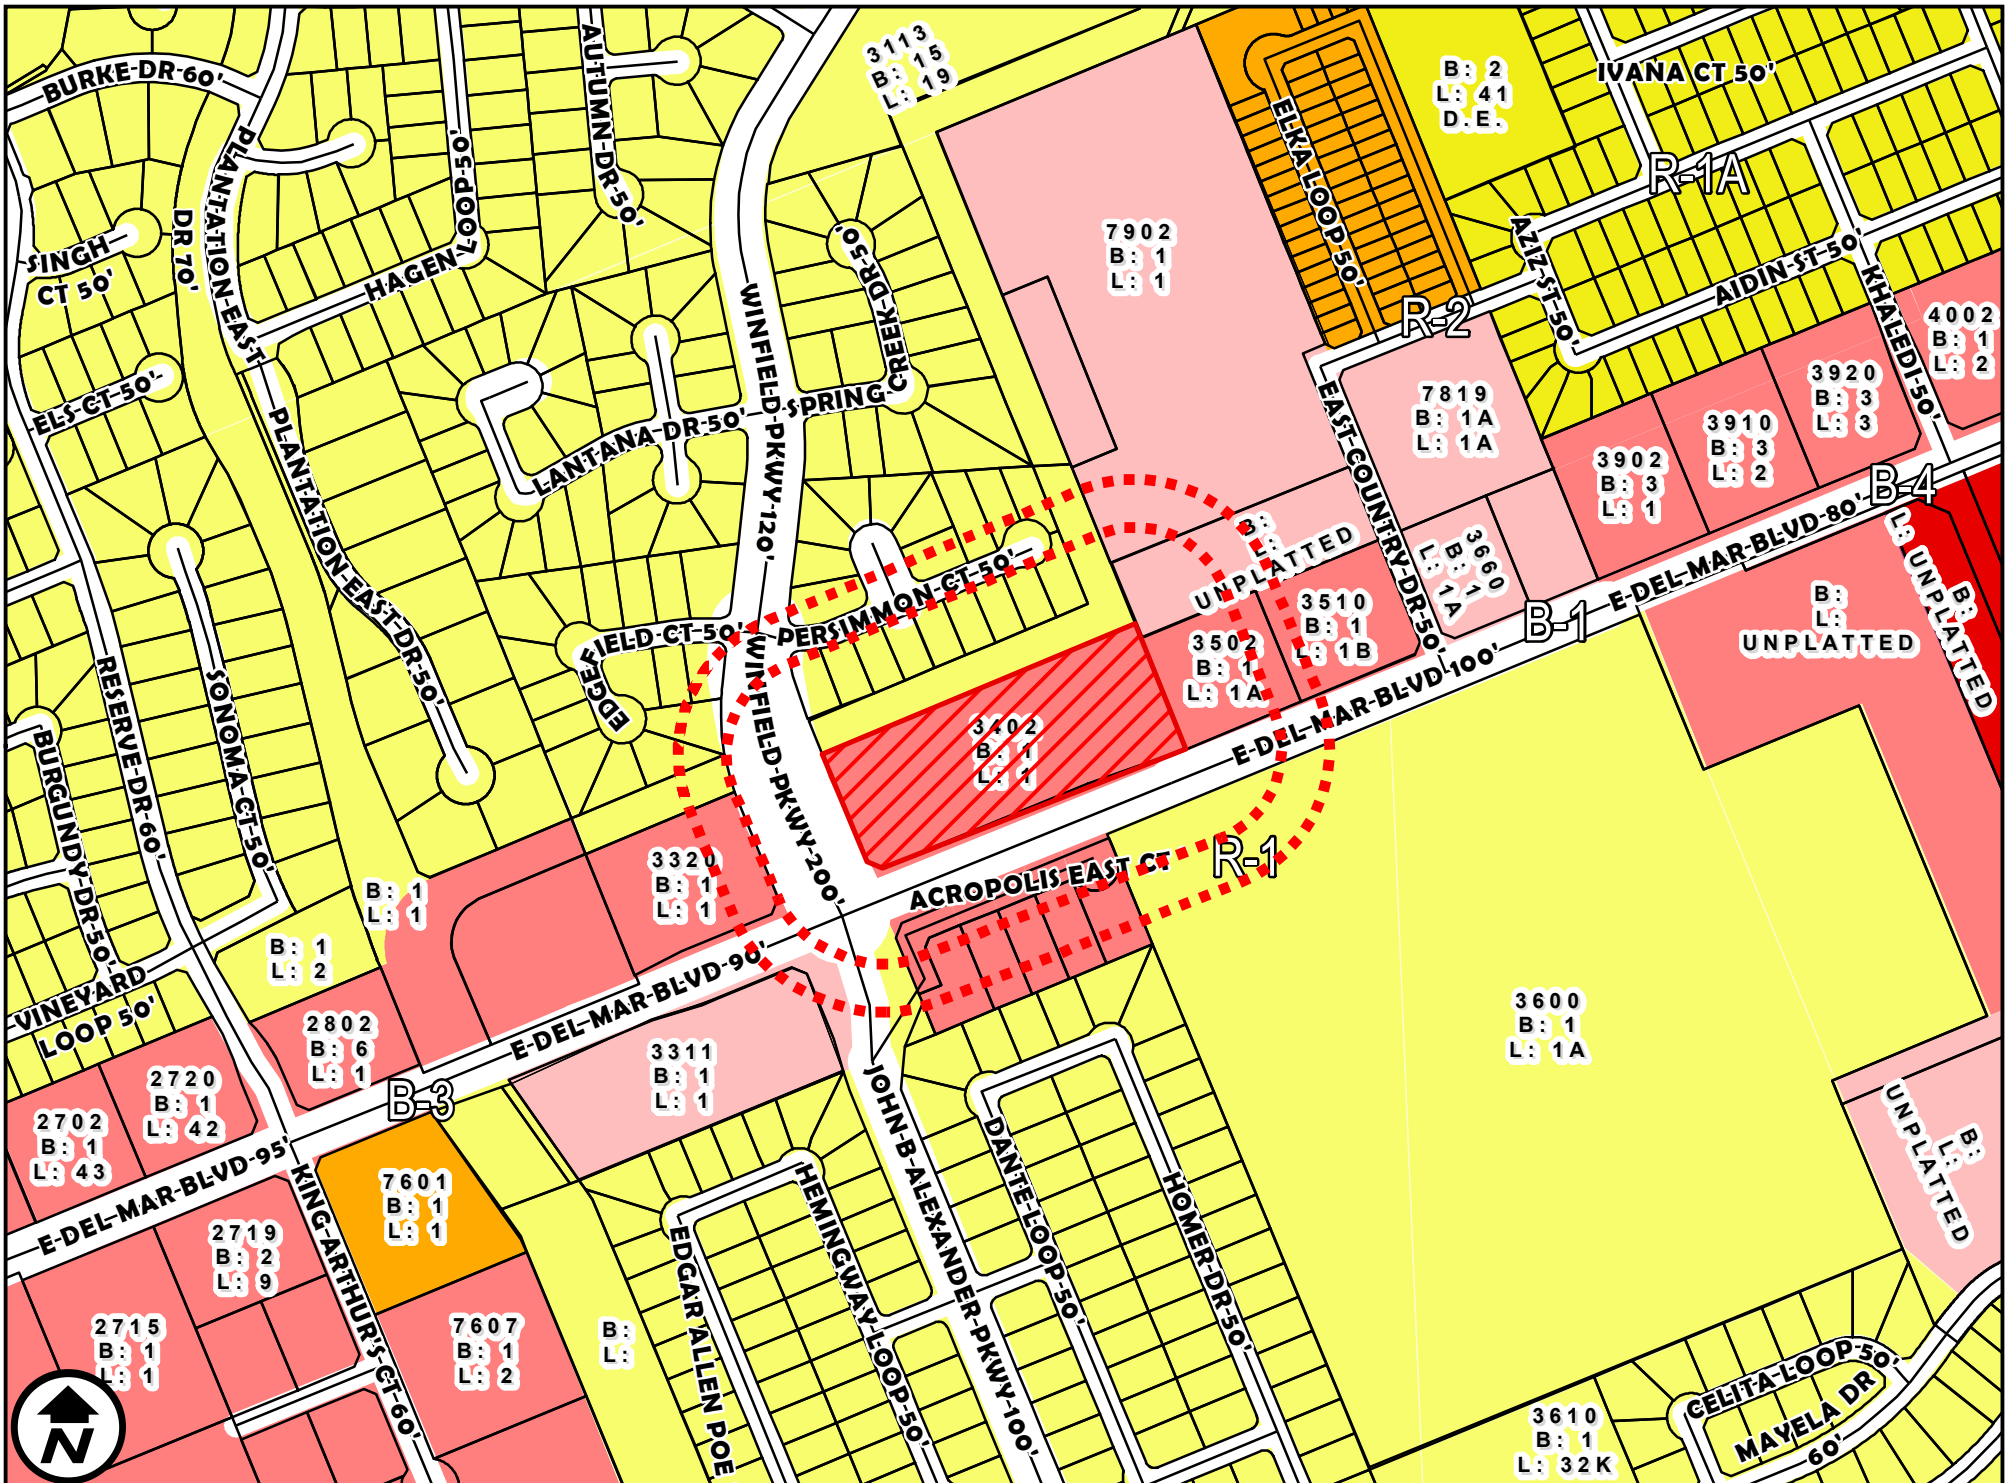 BURKE DR 60'
AUTUMN DR 50'
3113
B: 15
L: 19
B: 2
L: 41
D.E.
IVANA CT 50'
R-1A
ELKA LOOP 50'
PLANTATION EAST
DR 70'
LOOP 50'
HAGEN
SINGH
CT 50'
7902
B: 1
L: 1
AZIZ ST 50'
AIDIN ST 50'
KHALEDI 50'
4002
B: 1
L: 2
R-2
WINFIELD PKWY 120'
SPRING CREEK DR 50'
LANTANA DR 50'
ELS CT 50'
PLANTATION EAST DR 50'
EAST COUNTRY DR 50'
7819
B: 1A
L: 1A
3920
B: 3
L: 3
3910
B: 3
L: 2
3902
B: 3
L: 1
B-4
E DEL MAR BLVD 80'
B:
L:
UNPLATTED
3660
B: 1
L: 1A
B:
L: UNPLATTED
B:
L:
UNPLATTED
B-1
PERSIMMON CT 50'
EDGEFIELD CT 50'
3502
B: 1
L: 1A
3510
B: 1
L: 1B
E DEL MAR BLVD 100'
3402
B: 1
L: 1
WINFIELD PKWY 200'
RESERVE DR 60'
SONOMA CT 50'
BURGUNDY DR 50'
3320
B: 1
L: 1
ACROPOLIS EAST CT
R-1
B: 1
L: 1
B: 1
L: 2
VINEYARD
LOOP 50'
E DEL MAR BLVD 90'
2802
B: 6
L: 1
3311
B: 1
L: 1
3600
B: 1
L: 1A
2720
B: 1
L: 42
2702
B: 1
L: 43
B-3
E DEL MAR BLVD 95'
KING ARTHUR'S CT 60'
7601
B: 1
L: 1
2719
B: 2
L: 9
2715
B: 1
L: 1
7607
B: 1
L: 2
B:
L:
EDGAR ALLEN POE
HEMINGWAY LOOP 50'
JOHN B ALEXANDER PKWY 100'
DANTE LOOP 50'
HOMER DR 50'
B:
L:
UNPLATTED
CELITA LOOP 50'
MAYELA DR
60'
3610
B: 1
L: 32K
N